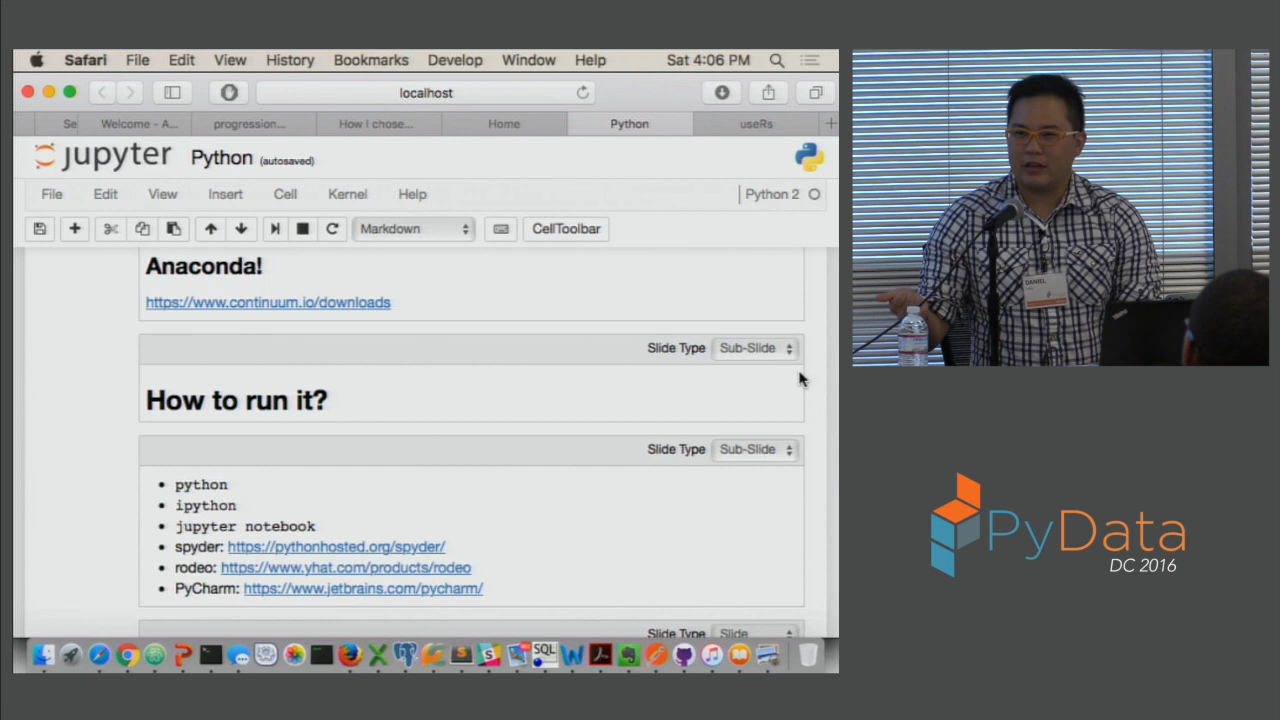 Safari File Edit View History Bookmarks Develop Window Help Sat 4:06 PM
localhost
Se Welcome - A... progression... How I chose... Home Python useRs
jupyter Python (autosaved)
File Edit View Insert Cell Kernel Help Python 2
Markdown CellToolbar
Anaconda!
https://www.continuum.io/downloads
Slide Type Sub-Slide
How to run it?
Slide Type Sub-Slide
python
ipython
jupyter notebook
spyder: https://pythonhosted.org/spyder/
rodeo: https://www.yhat.com/products/rodeo
PyCharm: https://www.jetbrains.com/pycharm/
Slide Type Slide
SQL
DANIEL
PyData
DC 2016